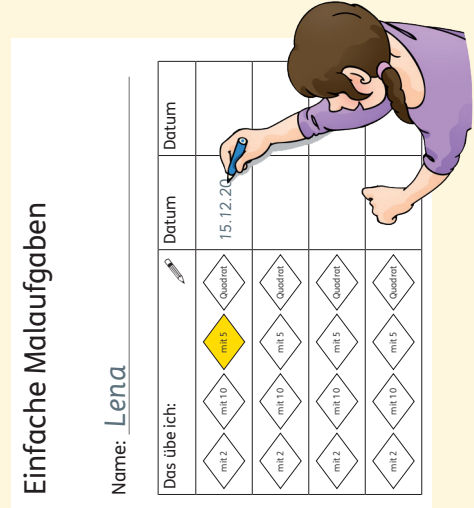 Einfache Malaufgaben
Name: Lena
Das übe ich: Datum Datum
mit 2 mit 10 mit 5 Quadrat 15.12.20
mit 2 mit 10 mit 5 Quadrat
mit 2 mit 10 mit 5 Quadrat
mit 2 mit 10 mit 5 Quadrat